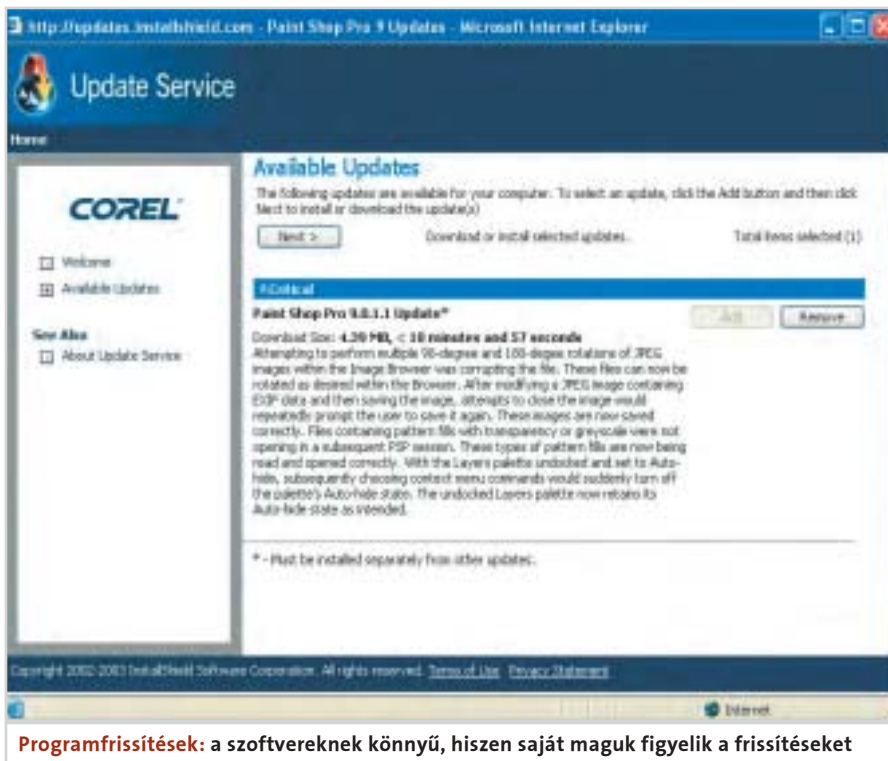 http://updates.installshield.com - Paint Shop Pro 9 Updates - Microsoft Internet Explorer
Update Service
Home
COREL
Welcome
Available Updates
See Also
About Update Service
Available Updates
The following updates are available for your computer. To select an update, click the Add button and then click
Next to install or download the update(s)
Next >
Download or install selected updates.
Total items selected (1)
Critical
Paint Shop Pro 9.0.1.1 Update*
Add
Remove
Download Size: 4.39 MB, < 10 minutes and 57 seconds
Attempting to perform multiple 90-degree and 180-degree rotations of JPEG
images within the Image Browser was corrupting the file. These files can now be
rotated as desired within the Browser. After modifying a JPEG image containing
EXIF data and then saving the image, attempts to close the image would
repeatedly prompt the user to save it again. These images are now saved
correctly. Files containing pattern fills with transparency or greyscale were not
opening in a subsequent PSP session. These types of pattern fills are now being
read and opened correctly. With the Layers palette undocked and set to Auto-
hide, subsequently choosing context menu commands would suddenly turn off
the palette's Auto-hide state. The undocked Layers palette now retains its
Auto-hide state as intended.
* - Must be installed separately from other updates.
Copyright 2002-2003 InstallShield Software Corporation. All rights reserved. Terms of Use Privacy Statement
Internet
Programfrissítések: a szoftvereknek könnyű, hiszen saját maguk figyelik a frissítéseket